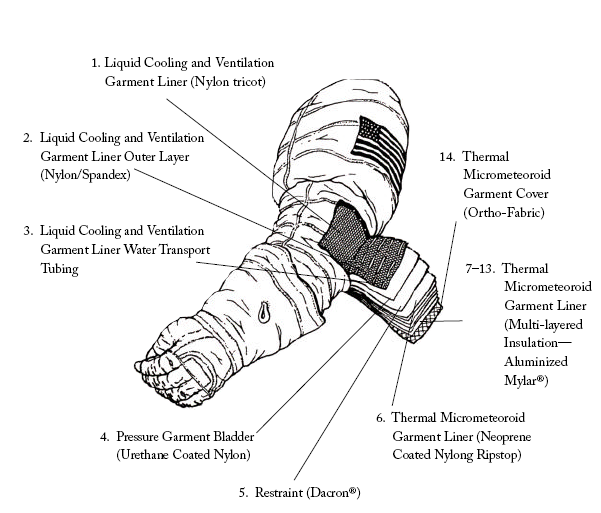 1. Liquid Cooling and Ventilation
Garment Liner (Nylon tricot)
2. Liquid Cooling and Ventilation
Garment Liner Outer Layer
(Nylon/Spandex)
3. Liquid Cooling and Ventilation
Garment Liner Water Transport
Tubing
14. Thermal
Micrometeoroid
Garment Cover
(Ortho-Fabric)
7–13. Thermal
Micrometeoroid
Garment Liner
(Multi-layered
Insulation—
Aluminized
Mylar®)
6. Thermal Micrometeoroid
Garment Liner (Neoprene
Coated Nylong Ripstop)
4. Pressure Garment Bladder
(Urethane Coated Nylon)
5. Restraint (Dacron®)